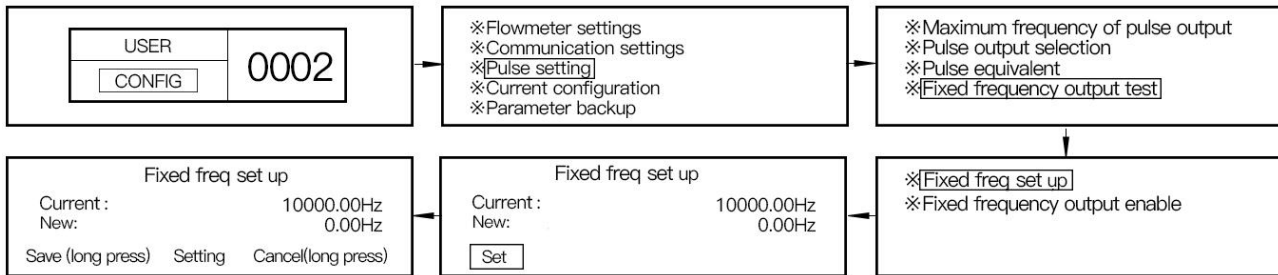 USER
CONFIG
0002
※Flowmeter settings
※Communication settings
※Pulse setting
※Current configuration
※Parameter backup
※Maximum frequency of pulse output
※Pulse output selection
※Pulse equivalent
※Fixed frequency output test
※Fixed freq set up
※Fixed frequency output enable
Fixed freq set up
Current : 10000.00Hz
New: 0.00Hz
Set
Fixed freq set up
Current : 10000.00Hz
New: 0.00Hz
Save (long press) Setting Cancel(long press)